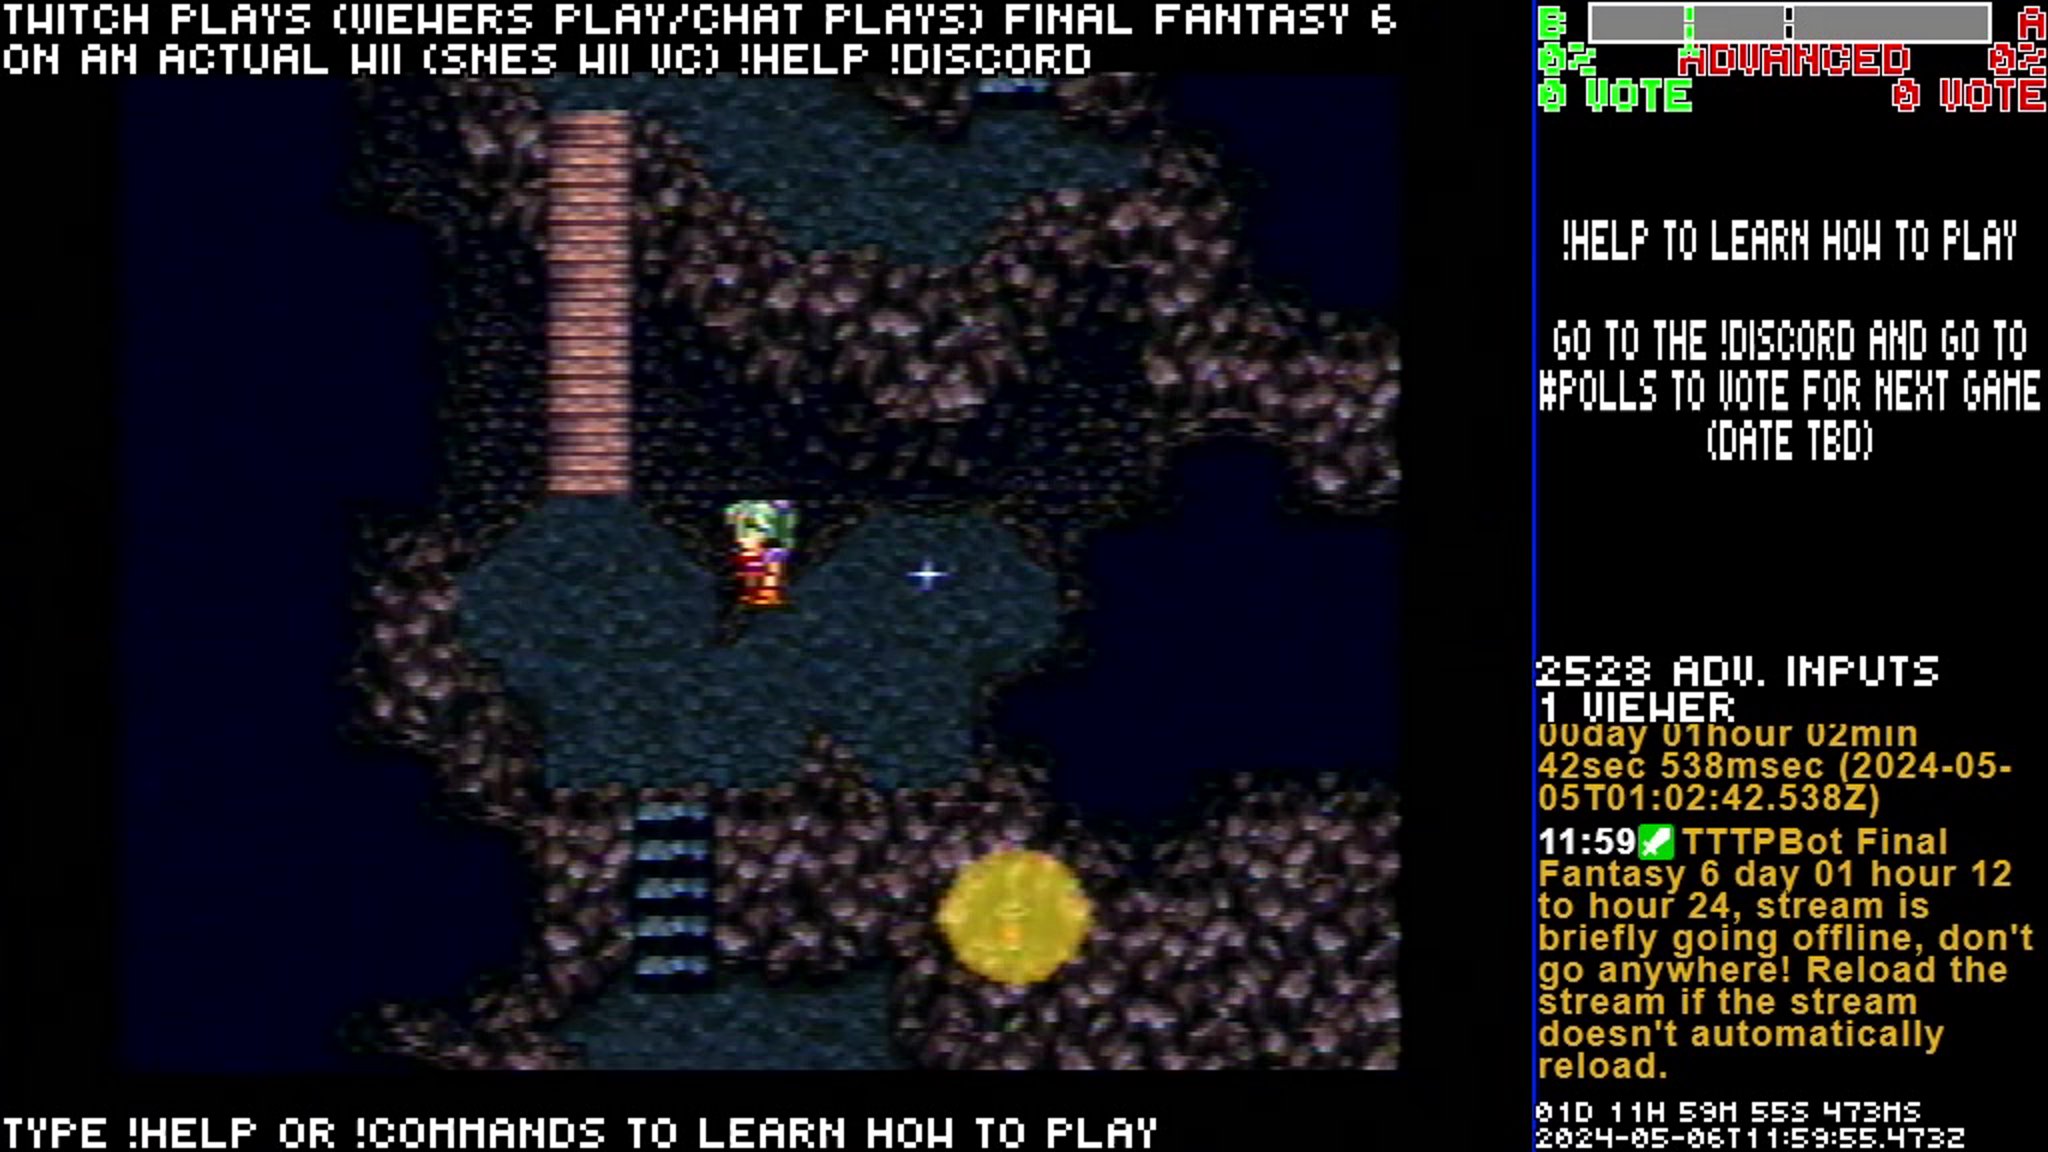 TWITCH PLAYS (VIEWERS PLAY/CHAT PLAYS) FINAL FANTASY 6
ON AN ACTUAL WII (SNES WII VC) !HELP !DISCORD
B A
0% ADVANCED 0%
0 VOTE 0 VOTE
!HELP TO LEARN HOW TO PLAY
GO TO THE !DISCORD AND GO TO
#POLLS TO VOTE FOR NEXT GAME
(DATE TBD)
2528 ADV. INPUTS
1 VIEWER
00day 01hour 02min
42sec 538msec (2024-05-
05T01:02:42.538Z)
11:59 TTTPBot Final
Fantasy 6 day 01 hour 12
to hour 24, stream is
briefly going offline, don't
go anywhere! Reload the
stream if the stream
doesn't automatically
reload.
01D 11H 59M 55S 473MS
2024-05-06T11:59:55.473Z
TYPE !HELP OR !COMMANDS TO LEARN HOW TO PLAY